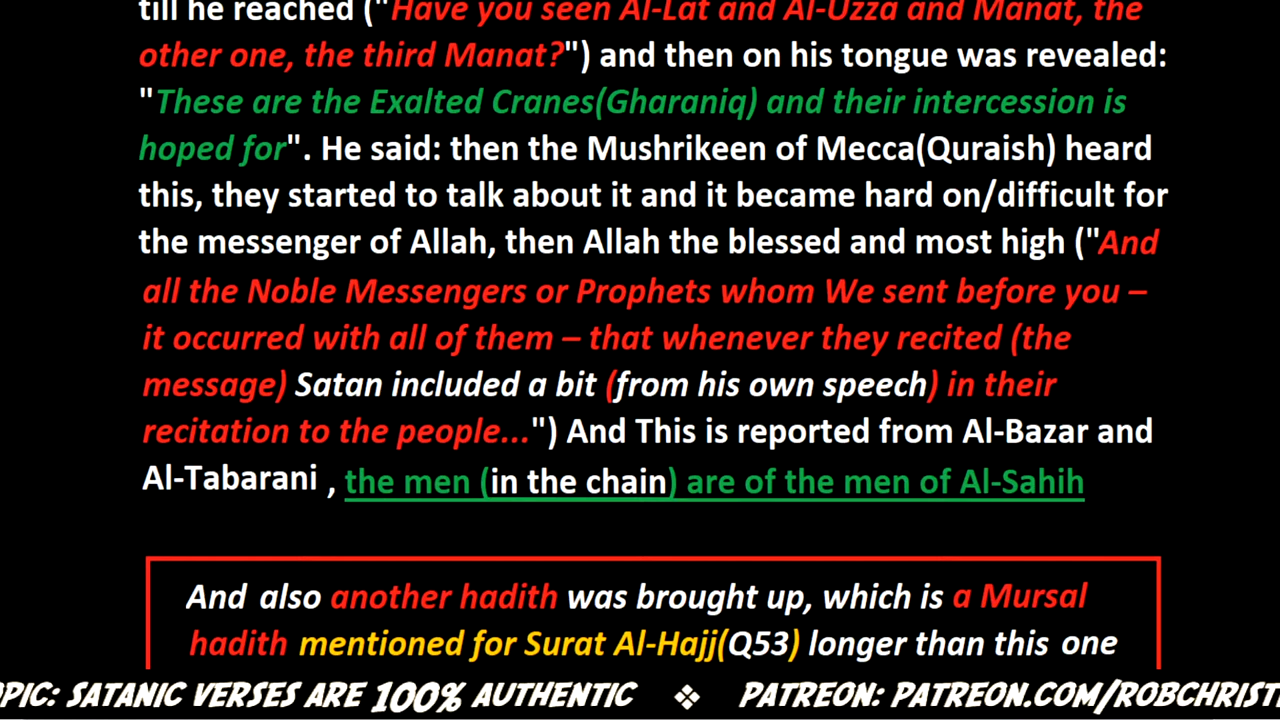 till he reached ("Have you seen Al-Lat and Al-Uzza and Manat, the
other one, the third Manat?") and then on his tongue was revealed:
"These are the Exalted Cranes(Gharaniq) and their intercession is
hoped for". He said: then the Mushrikeen of Mecca(Quraish) heard
this, they started to talk about it and it became hard on/difficult for
the messenger of Allah, then Allah the blessed and most high ("And
all the Noble Messengers or Prophets whom We sent before you –
it occurred with all of them – that whenever they recited (the
message) Satan included a bit (from his own speech) in their
recitation to the people...") And This is reported from Al-Bazar and
Al-Tabarani , the men (in the chain) are of the men of Al-Sahih
And also another hadith was brought up, which is a Mursal
hadith mentioned for Surat Al-Hajj(Q53) longer than this one
OPIC: SATANIC VERSES ARE 100% AUTHENTIC ❖ PATREON: PATREON.COM/ROBCHRIST